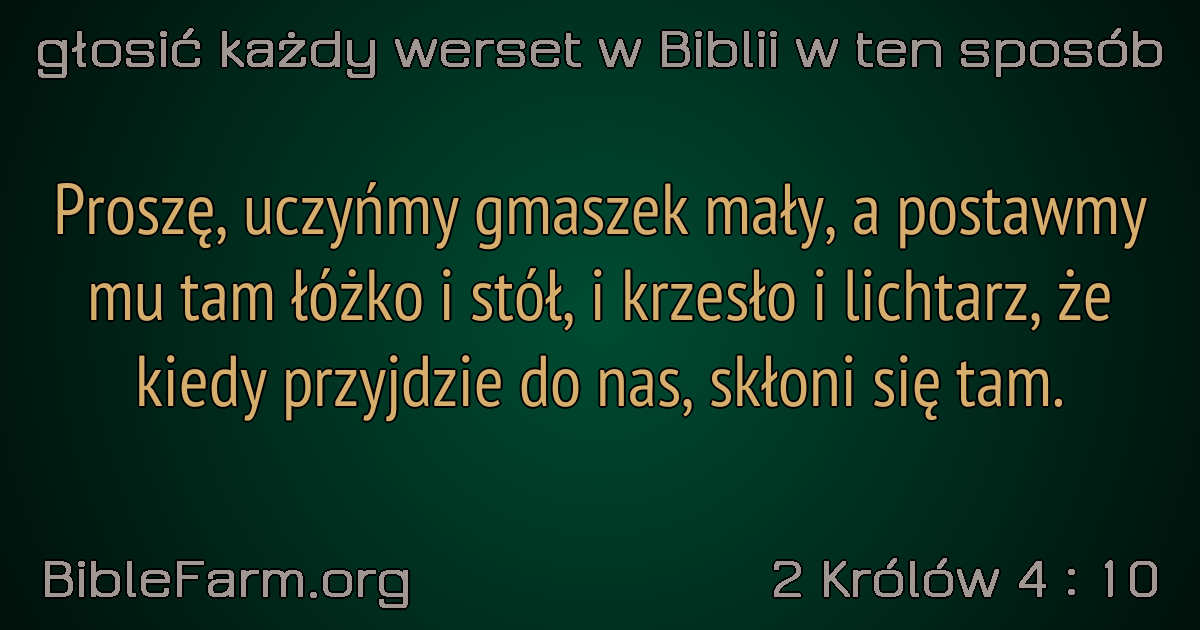 głosić każdy werset w Biblii w ten sposób
Proszę, uczyńmy gmaszek mały, a postawmy
mu tam łóżko i stół, i krzesło i lichtarz, że
kiedy przyjdzie do nas, skłoni się tam.
BibleFarm.org
2 Królów 4 : 10